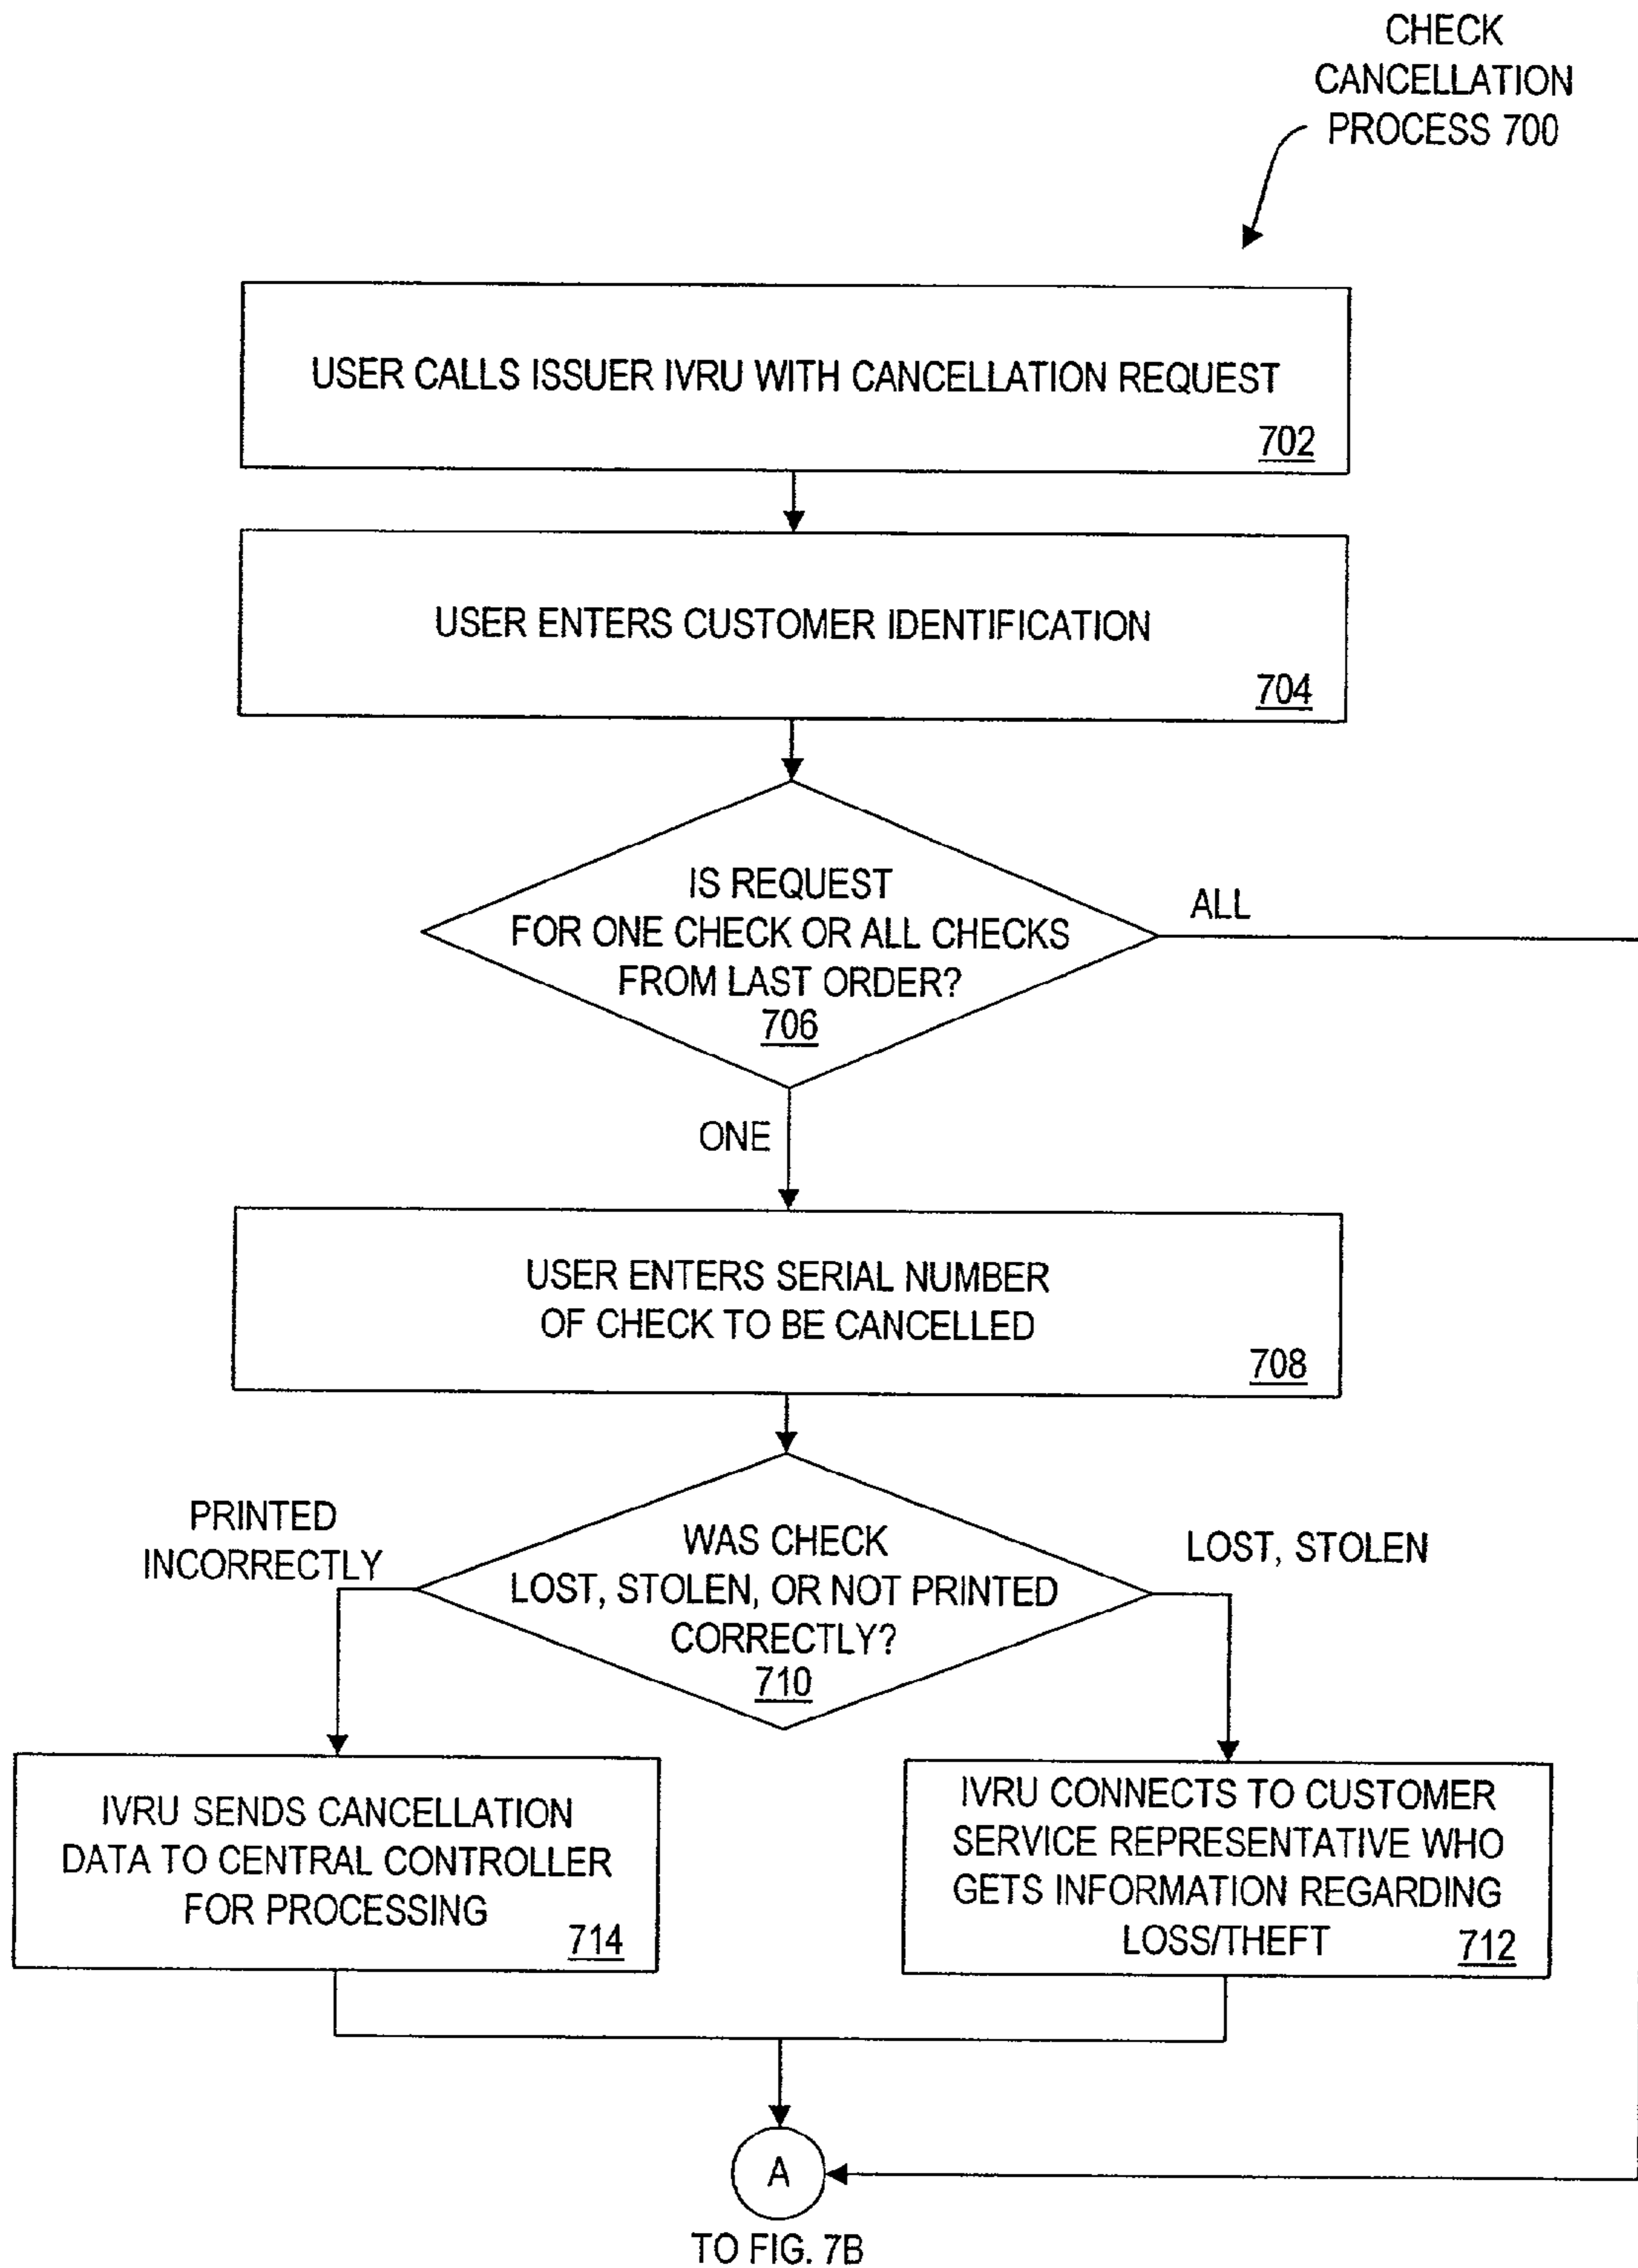 CHECK
CANCELLATION
PROCESS 700
USER CALLS ISSUER IVRU WITH CANCELLATION REQUEST
702
USER ENTERS CUSTOMER IDENTIFICATION
704
IS REQUEST
FOR ONE CHECK OR ALL CHECKS
FROM LAST ORDER?
706
ALL
ONE
USER ENTERS SERIAL NUMBER
OF CHECK TO BE CANCELLED
708
PRINTED
INCORRECTLY
WAS CHECK
LOST, STOLEN, OR NOT PRINTED
CORRECTLY?
710
LOST, STOLEN
IVRU SENDS CANCELLATION
DATA TO CENTRAL CONTROLLER
FOR PROCESSING
714
IVRU CONNECTS TO CUSTOMER
SERVICE REPRESENTATIVE WHO
GETS INFORMATION REGARDING
LOSS/THEFT
712
A
TO FIG. 7B